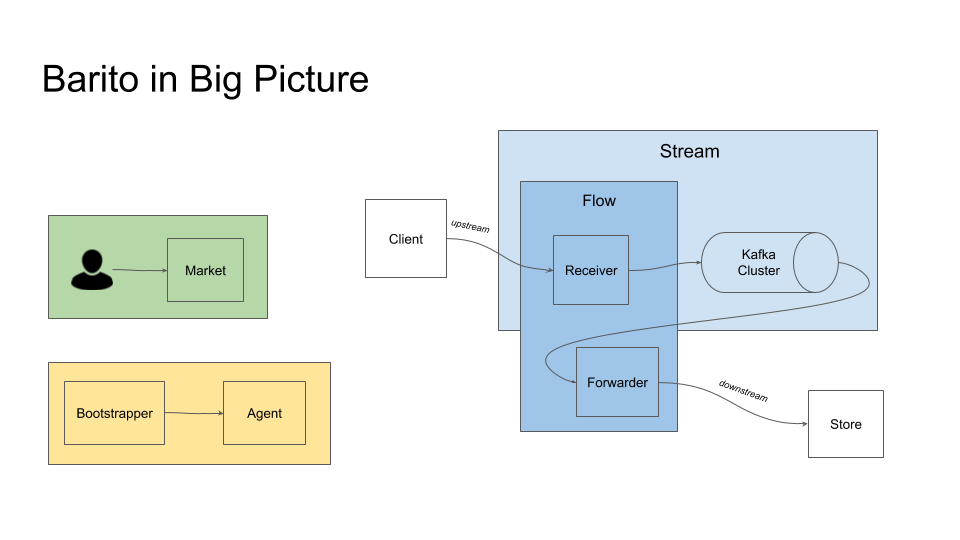 Barito in Big Picture
Stream
Flow
Client
upstream
Receiver
Kafka
Cluster
Market
Forwarder
downstream
Store
Bootstrapper
Agent